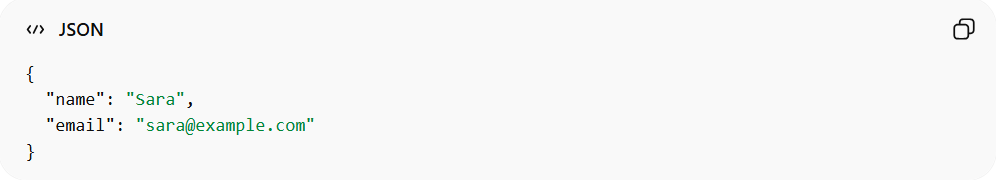 JSON
{
  "name": "Sara",
  "email": "sara@example.com"
}